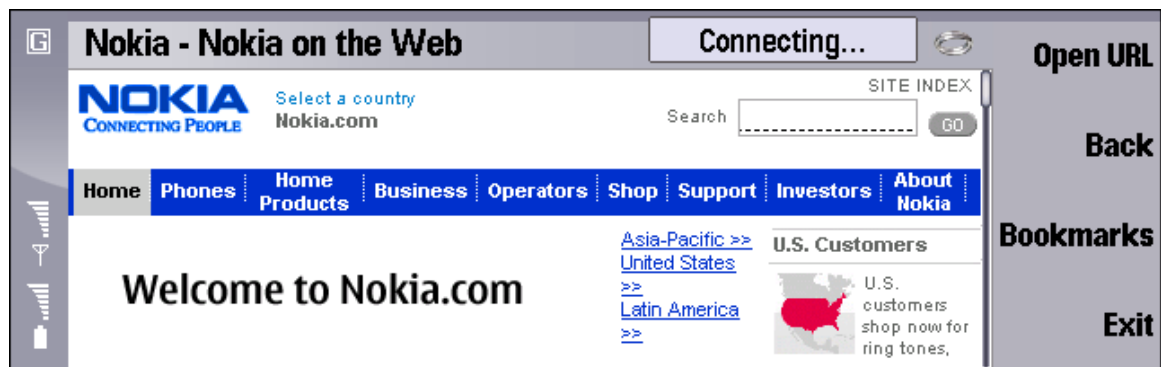 G
Nokia - Nokia on the Web
Connecting...
Open URL
Back
Bookmarks
Exit
NOKIA
CONNECTING PEOPLE
Select a country
Nokia.com
SITE INDEX
Search
GO
Home
Phones
Home
Products
Business
Operators
Shop
Support
Investors
About
Nokia
Welcome to Nokia.com
Asia-Pacific >>
United States
>>
Latin America
>>
U.S. Customers
U.S.
customers
shop now for
ring tones,